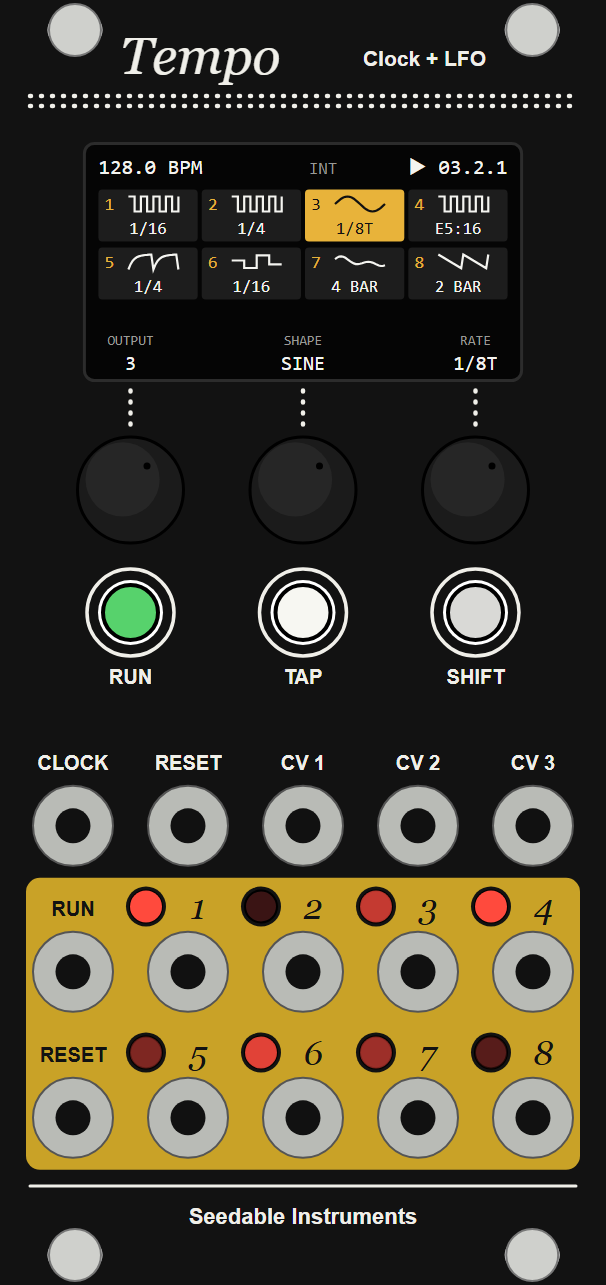 Tempo Clock + LFO
128.0 BPM INT ▶ 03.2.1
1 2 3 4
1/16 1/4 1/8T E5:16
5 6 7 8
1/4 1/16 4 BAR 2 BAR
OUTPUT SHAPE RATE
3 SINE 1/8T
RUN TAP SHIFT
CLOCK RESET CV 1 CV 2 CV 3
RUN 1 2 3 4
RESET 5 6 7 8
Seedable Instruments